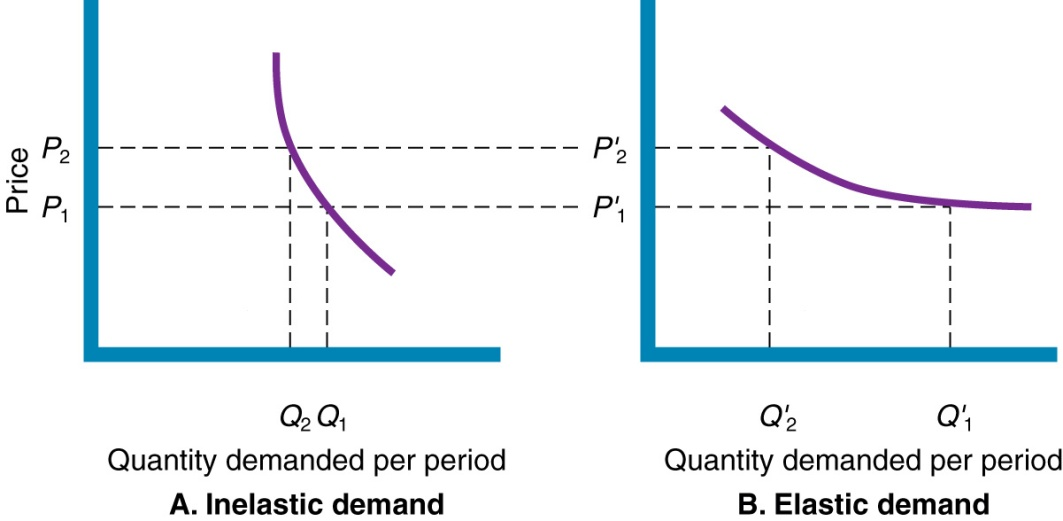 Price
P₂
P₁
P'₂
P'₁
Q₂ Q₁
Q'₂
Q'₁
Quantity demanded per period
Quantity demanded per period
A. Inelastic demand
B. Elastic demand